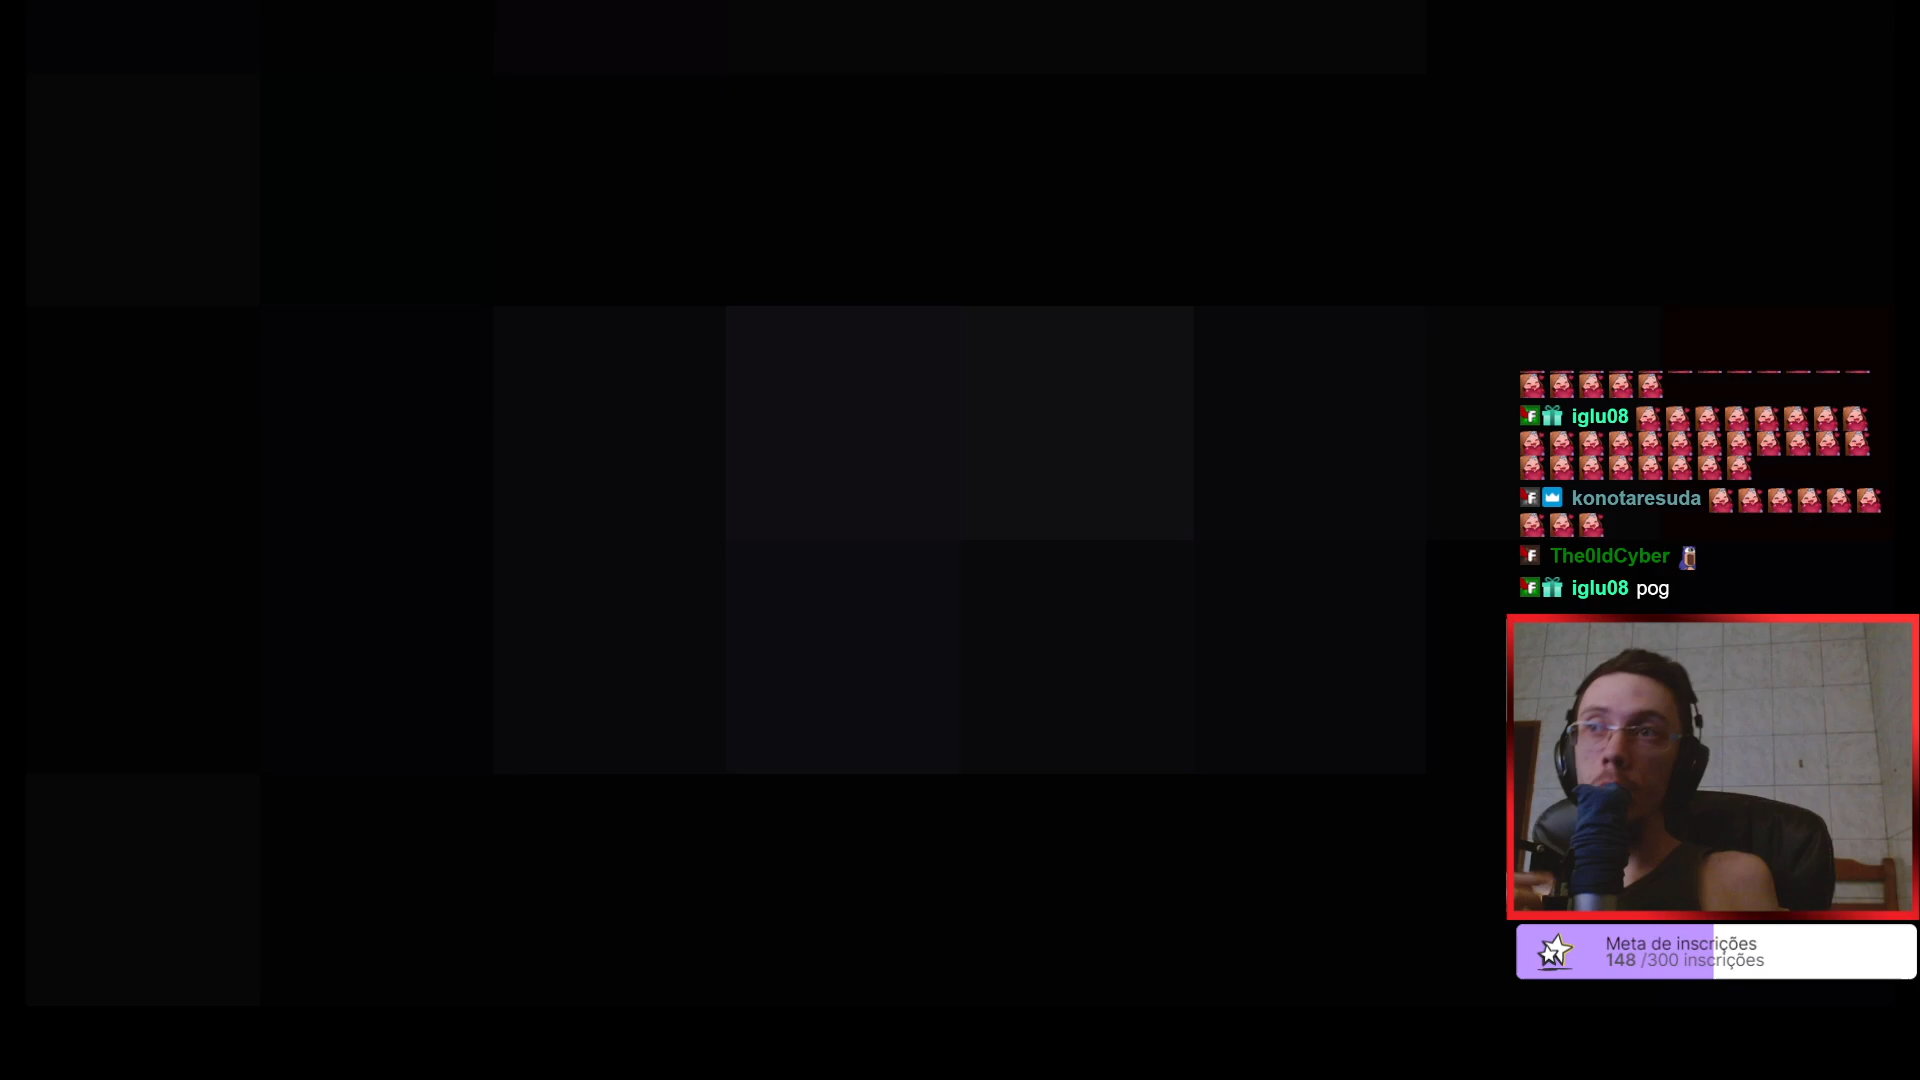 iglu08
konotaresuda
The0ldCyber
iglu08 pog
Meta de inscrições
148 /300 inscrições